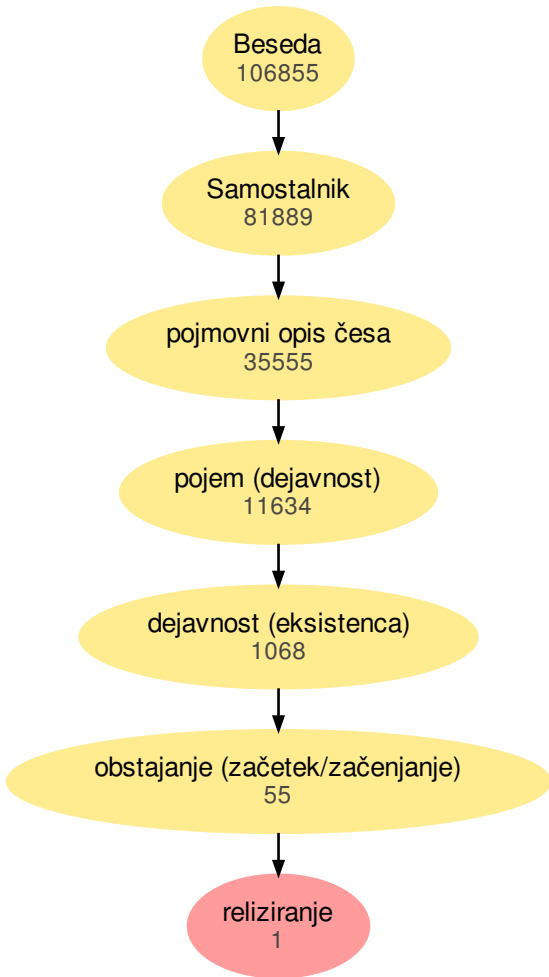 Beseda
106855
Samostalnik
81889
pojmovni opis česa
35555
pojem (dejavnost)
11634
dejavnost (eksistenca)
1068
obstajanje (začetek/začenjanje)
55
reliziranje
1